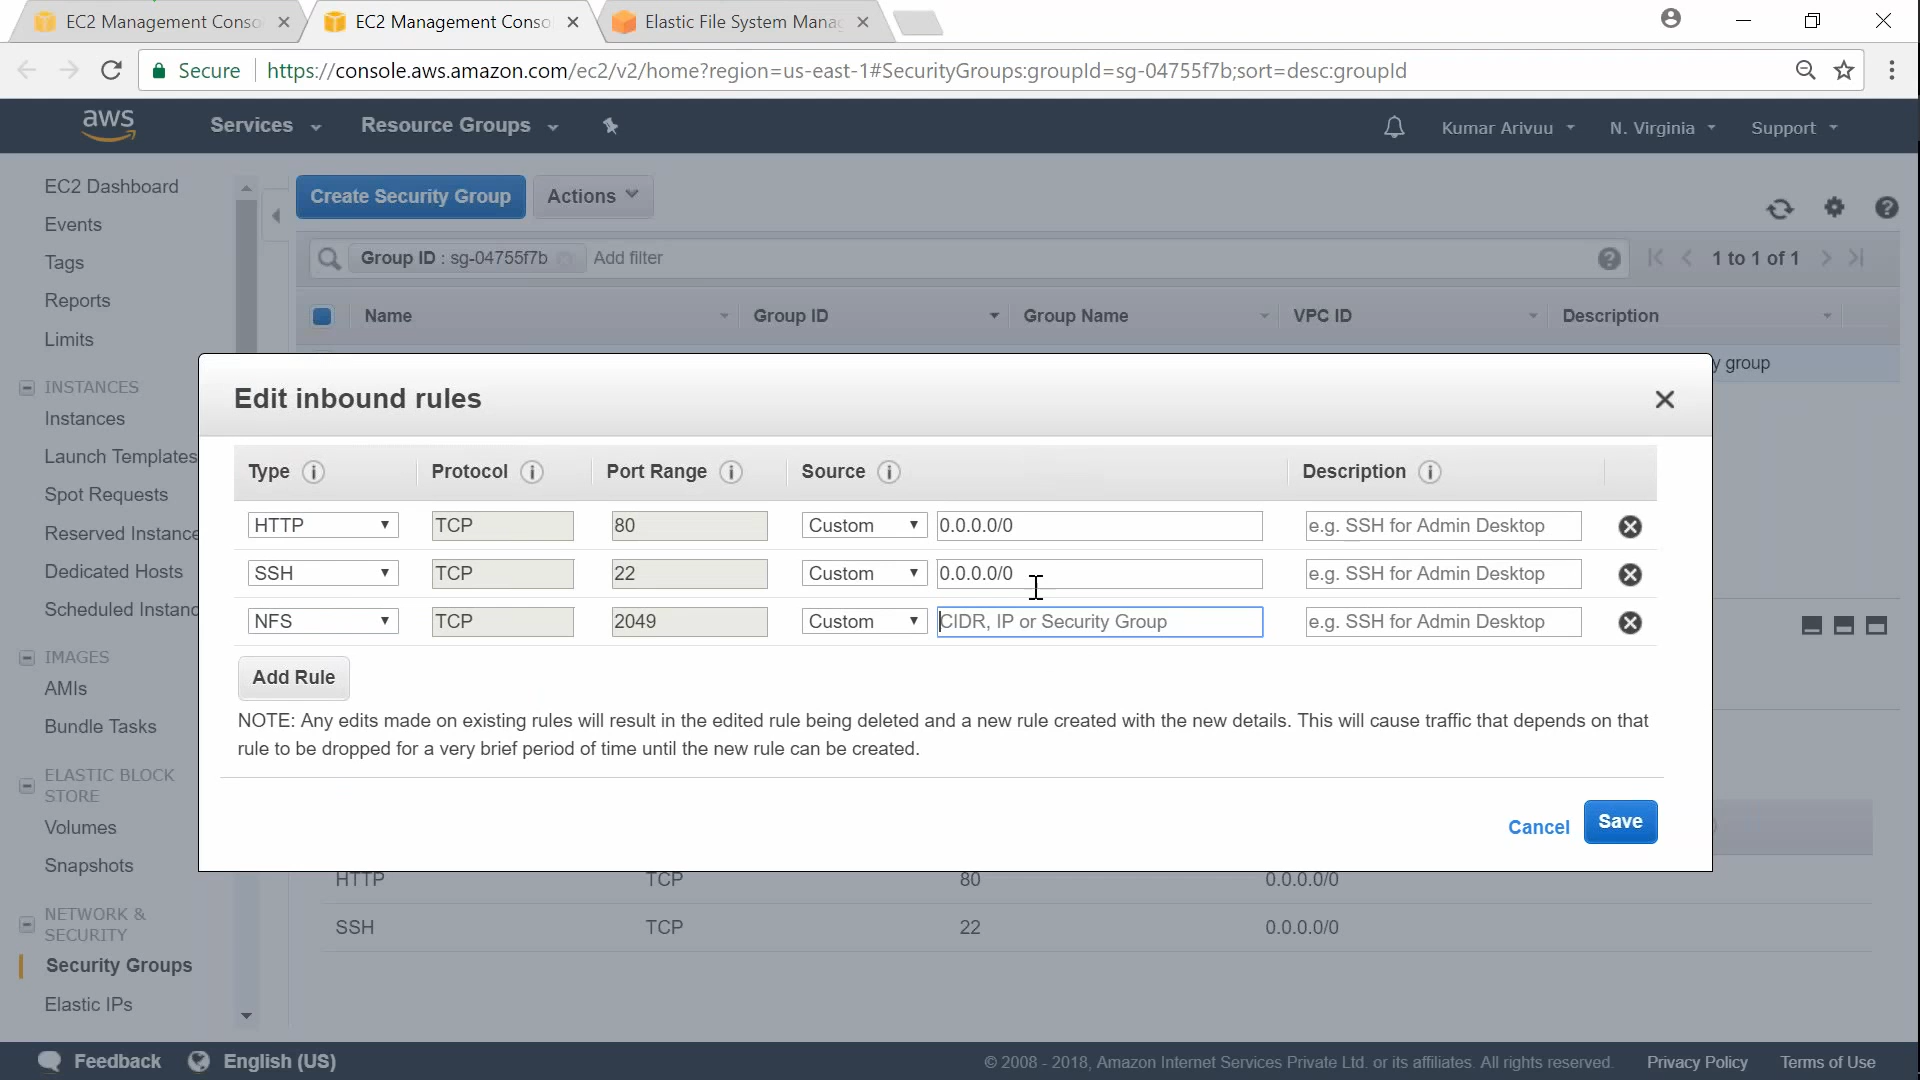 EC2 Management Conso
EC2 Management Conso
Elastic File System Mana
Secure
https://console.aws.amazon.com/ec2/v2/home?region=us-east-1#SecurityGroups:groupId=sg-04755f7b;sort=desc:groupId
aws
Services
Resource Groups
Kumar Arivuu
N. Virginia
Support
EC2 Dashboard
Events
Tags
Reports
Limits
INSTANCES
Instances
Launch Templates
Spot Requests
Reserved Instance
Dedicated Hosts
Scheduled Instanc
IMAGES
AMIs
Bundle Tasks
ELASTIC BLOCK
STORE
Volumes
Snapshots
NETWORK &
SECURITY
Security Groups
Elastic IPs
Create Security Group
Actions
Group ID : sg-04755f7b
Add filter
1 to 1 of 1
Name
Group ID
Group Name
VPC ID
Description
y group
Edit inbound rules
Type
Protocol
Port Range
Source
Description
HTTP
TCP
80
Custom
0.0.0.0/0
e.g. SSH for Admin Desktop
SSH
TCP
22
Custom
0.0.0.0/0
e.g. SSH for Admin Desktop
NFS
TCP
2049
Custom
CIDR, IP or Security Group
e.g. SSH for Admin Desktop
Add Rule
NOTE: Any edits made on existing rules will result in the edited rule being deleted and a new rule created with the new details. This will cause traffic that depends on that
rule to be dropped for a very brief period of time until the new rule can be created.
Cancel
Save
HTTP
TCP
80
0.0.0.0/0
SSH
TCP
22
0.0.0.0/0
Feedback
English (US)
© 2008 - 2018, Amazon Internet Services Private Ltd. or its affiliates. All rights reserved.
Privacy Policy
Terms of Use